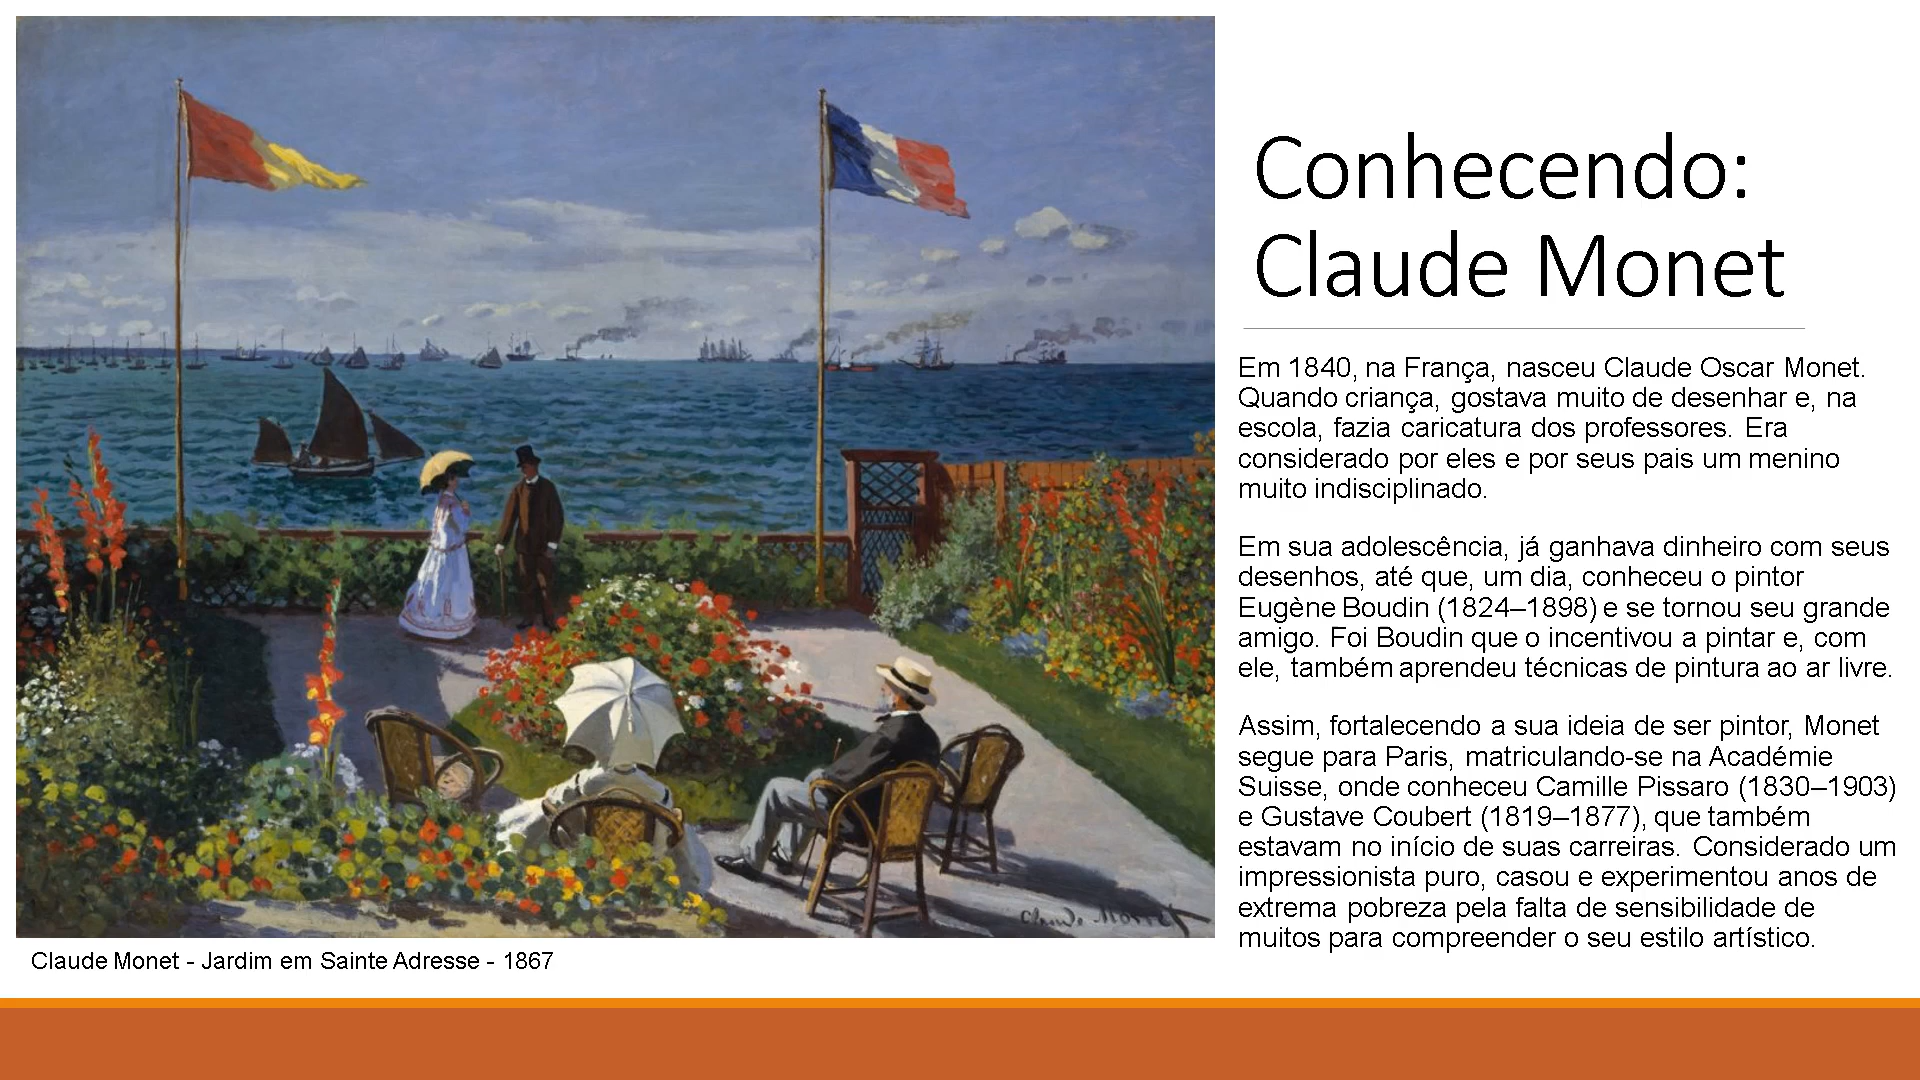 Conhecendo:
Claude Monet
Em 1840, na França, nasceu Claude Oscar Monet.
Quando criança, gostava muito de desenhar e, na
escola, fazia caricatura dos professores. Era
considerado por eles e por seus pais um menino
muito indisciplinado.
Em sua adolescência, já ganhava dinheiro com seus
desenhos, até que, um dia, conheceu o pintor
Eugène Boudin (1824–1898) e se tornou seu grande
amigo. Foi Boudin que o incentivou a pintar e, com
ele, também aprendeu técnicas de pintura ao ar livre.
Assim, fortalecendo a sua ideia de ser pintor, Monet
segue para Paris, matriculando-se na Académie
Suisse, onde conheceu Camille Pissaro (1830–1903)
e Gustave Coubert (1819–1877), que também
estavam no início de suas carreiras. Considerado um
impressionista puro, casou e experimentou anos de
extrema pobreza pela falta de sensibilidade de
muitos para compreender o seu estilo artístico.
Claude Monet
Claude Monet - Jardim em Sainte Adresse - 1867